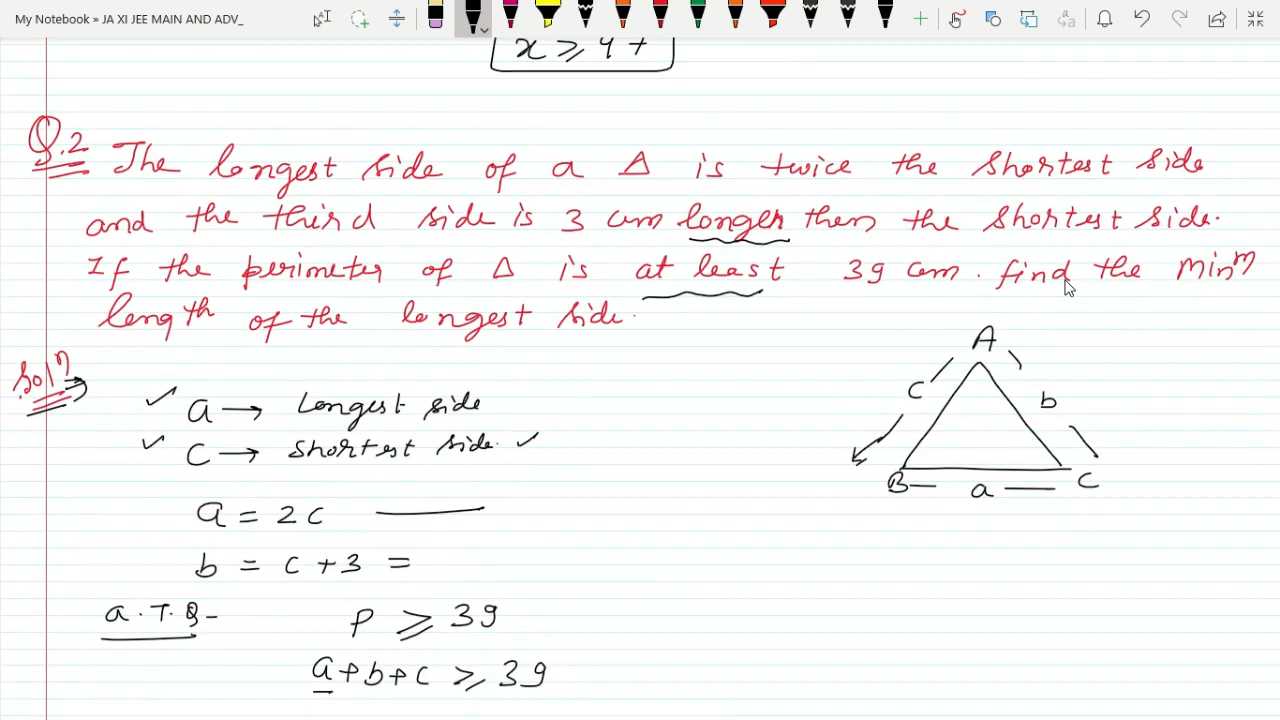 My Notebook » JA XI JEE MAIN AND ADV_
x ⩾ 4 +
Q.2 The longest side of a Δ is twice the shortest side
and the third side is 3 cm longer then the shortest side.
If the perimeter of Δ is at least 39 cm. find the minᵐ
length of the longest side.
Solⁿ
a → Longest side
c → shortest side.
a = 2c
b = c + 3 =
a.T.Q- P ⩾ 39
a + b + c ⩾ 39
A
c
b
B
a
C